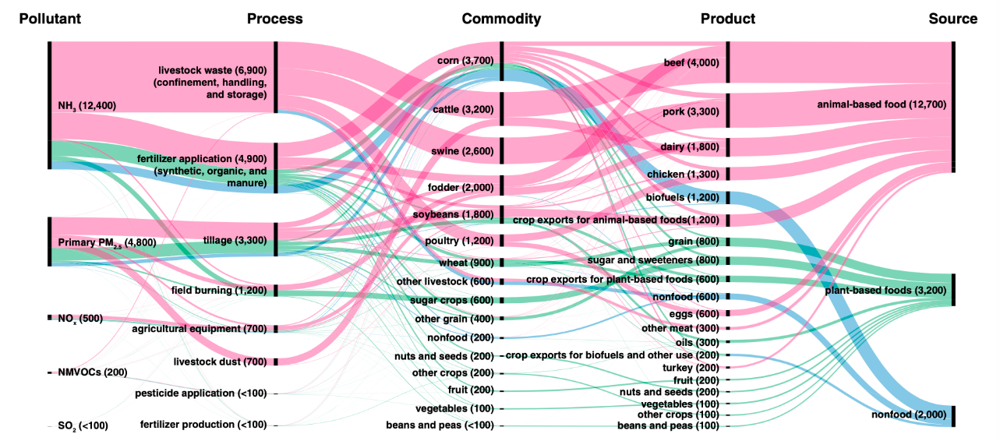 Pollutant
Process
Commodity
Product
Source
NH3 (12,400)
Primary PM2.5 (4,800)
NOx (500)
NMVOCs (200)
SO2 (<100)
livestock waste (6,900)
(confinement, handling,
and storage)
fertilizer application (4,900)
(synthetic, organic, and
manure)
tillage (3,300)
field burning (1,200)
agricultural equipment (700)
livestock dust (700)
pesticide application (<100)
fertilizer production (<100)
corn (3,700)
cattle (3,200)
swine (2,600)
fodder (2,000)
soybeans (1,800)
poultry (1,200)
wheat (900)
other livestock (600)
sugar crops (600)
other grain (400)
nonfood (200)
nuts and seeds (200)
other crops (200)
fruit (200)
vegetables (100)
beans and peas (<100)
beef (4,000)
pork (3,300)
dairy (1,800)
chicken (1,300)
biofuels (1,200)
crop exports for animal-based foods(1,200)
grain (800)
sugar and sweeteners (800)
crop exports for plant-based foods (600)
nonfood (600)
eggs (600)
other meat (300)
oils (300)
crop exports for biofuels and other use (200)
turkey (200)
fruit (200)
nuts and seeds (200)
vegetables (100)
other crops (100)
beans and peas (100)
animal-based food (12,700)
plant-based foods (3,200)
nonfood (2,000)